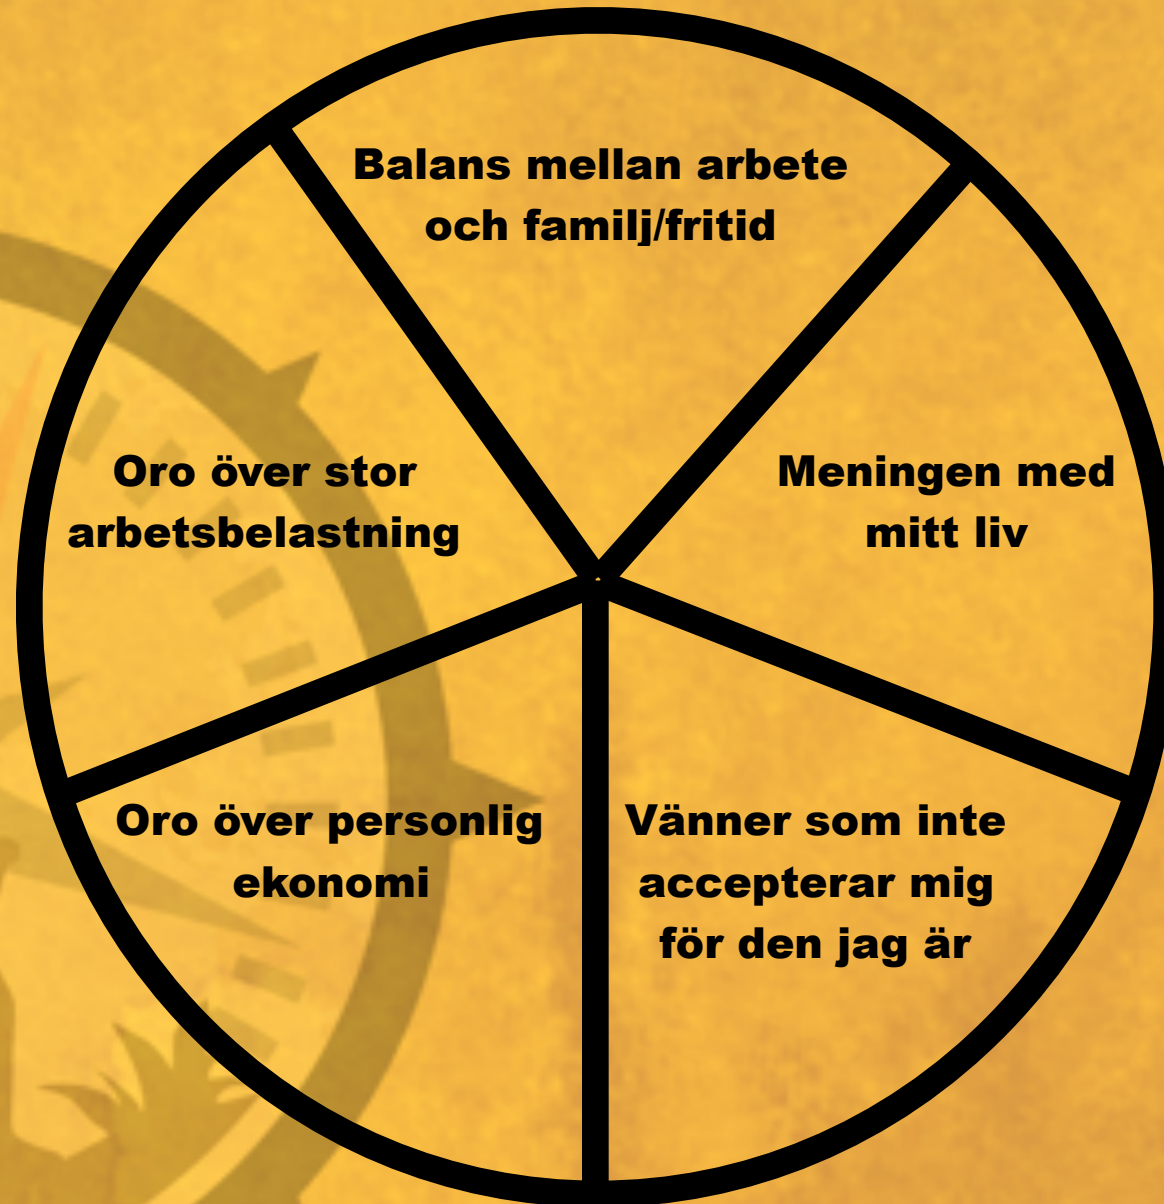 Balans mellan arbete
och familj/fritid
Meningen med
mitt liv
Vänner som inte
accepterar mig
för den jag är
Oro över personlig
ekonomi
Oro över stor
arbetsbelastning